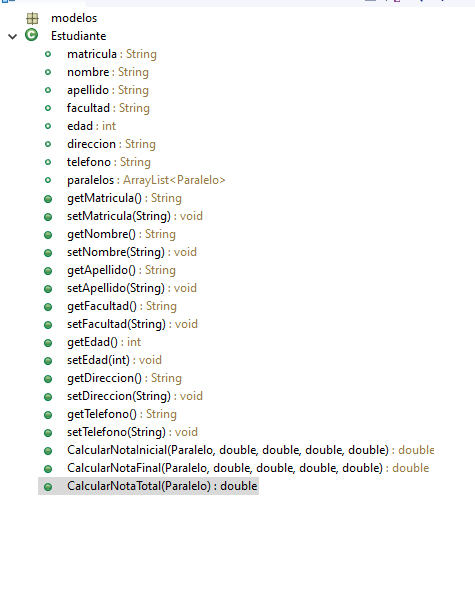 modelos
Estudiante
matricula : String
nombre : String
apellido : String
facultad : String
edad : int
direccion : String
telefono : String
paralelos : ArrayList<Paralelo>
getMatricula() : String
setMatricula(String) : void
getNombre() : String
setNombre(String) : void
getApellido() : String
setApellido(String) : void
getFacultad() : String
setFacultad(String) : void
getEdad() : int
setEdad(int) : void
getDireccion() : String
setDireccion(String) : void
getTelefono() : String
setTelefono(String) : void
CalcularNotaInicial(Paralelo, double, double, double, double) : double
CalcularNotaFinal(Paralelo, double, double, double, double) : double
CalcularNotaTotal(Paralelo) : double